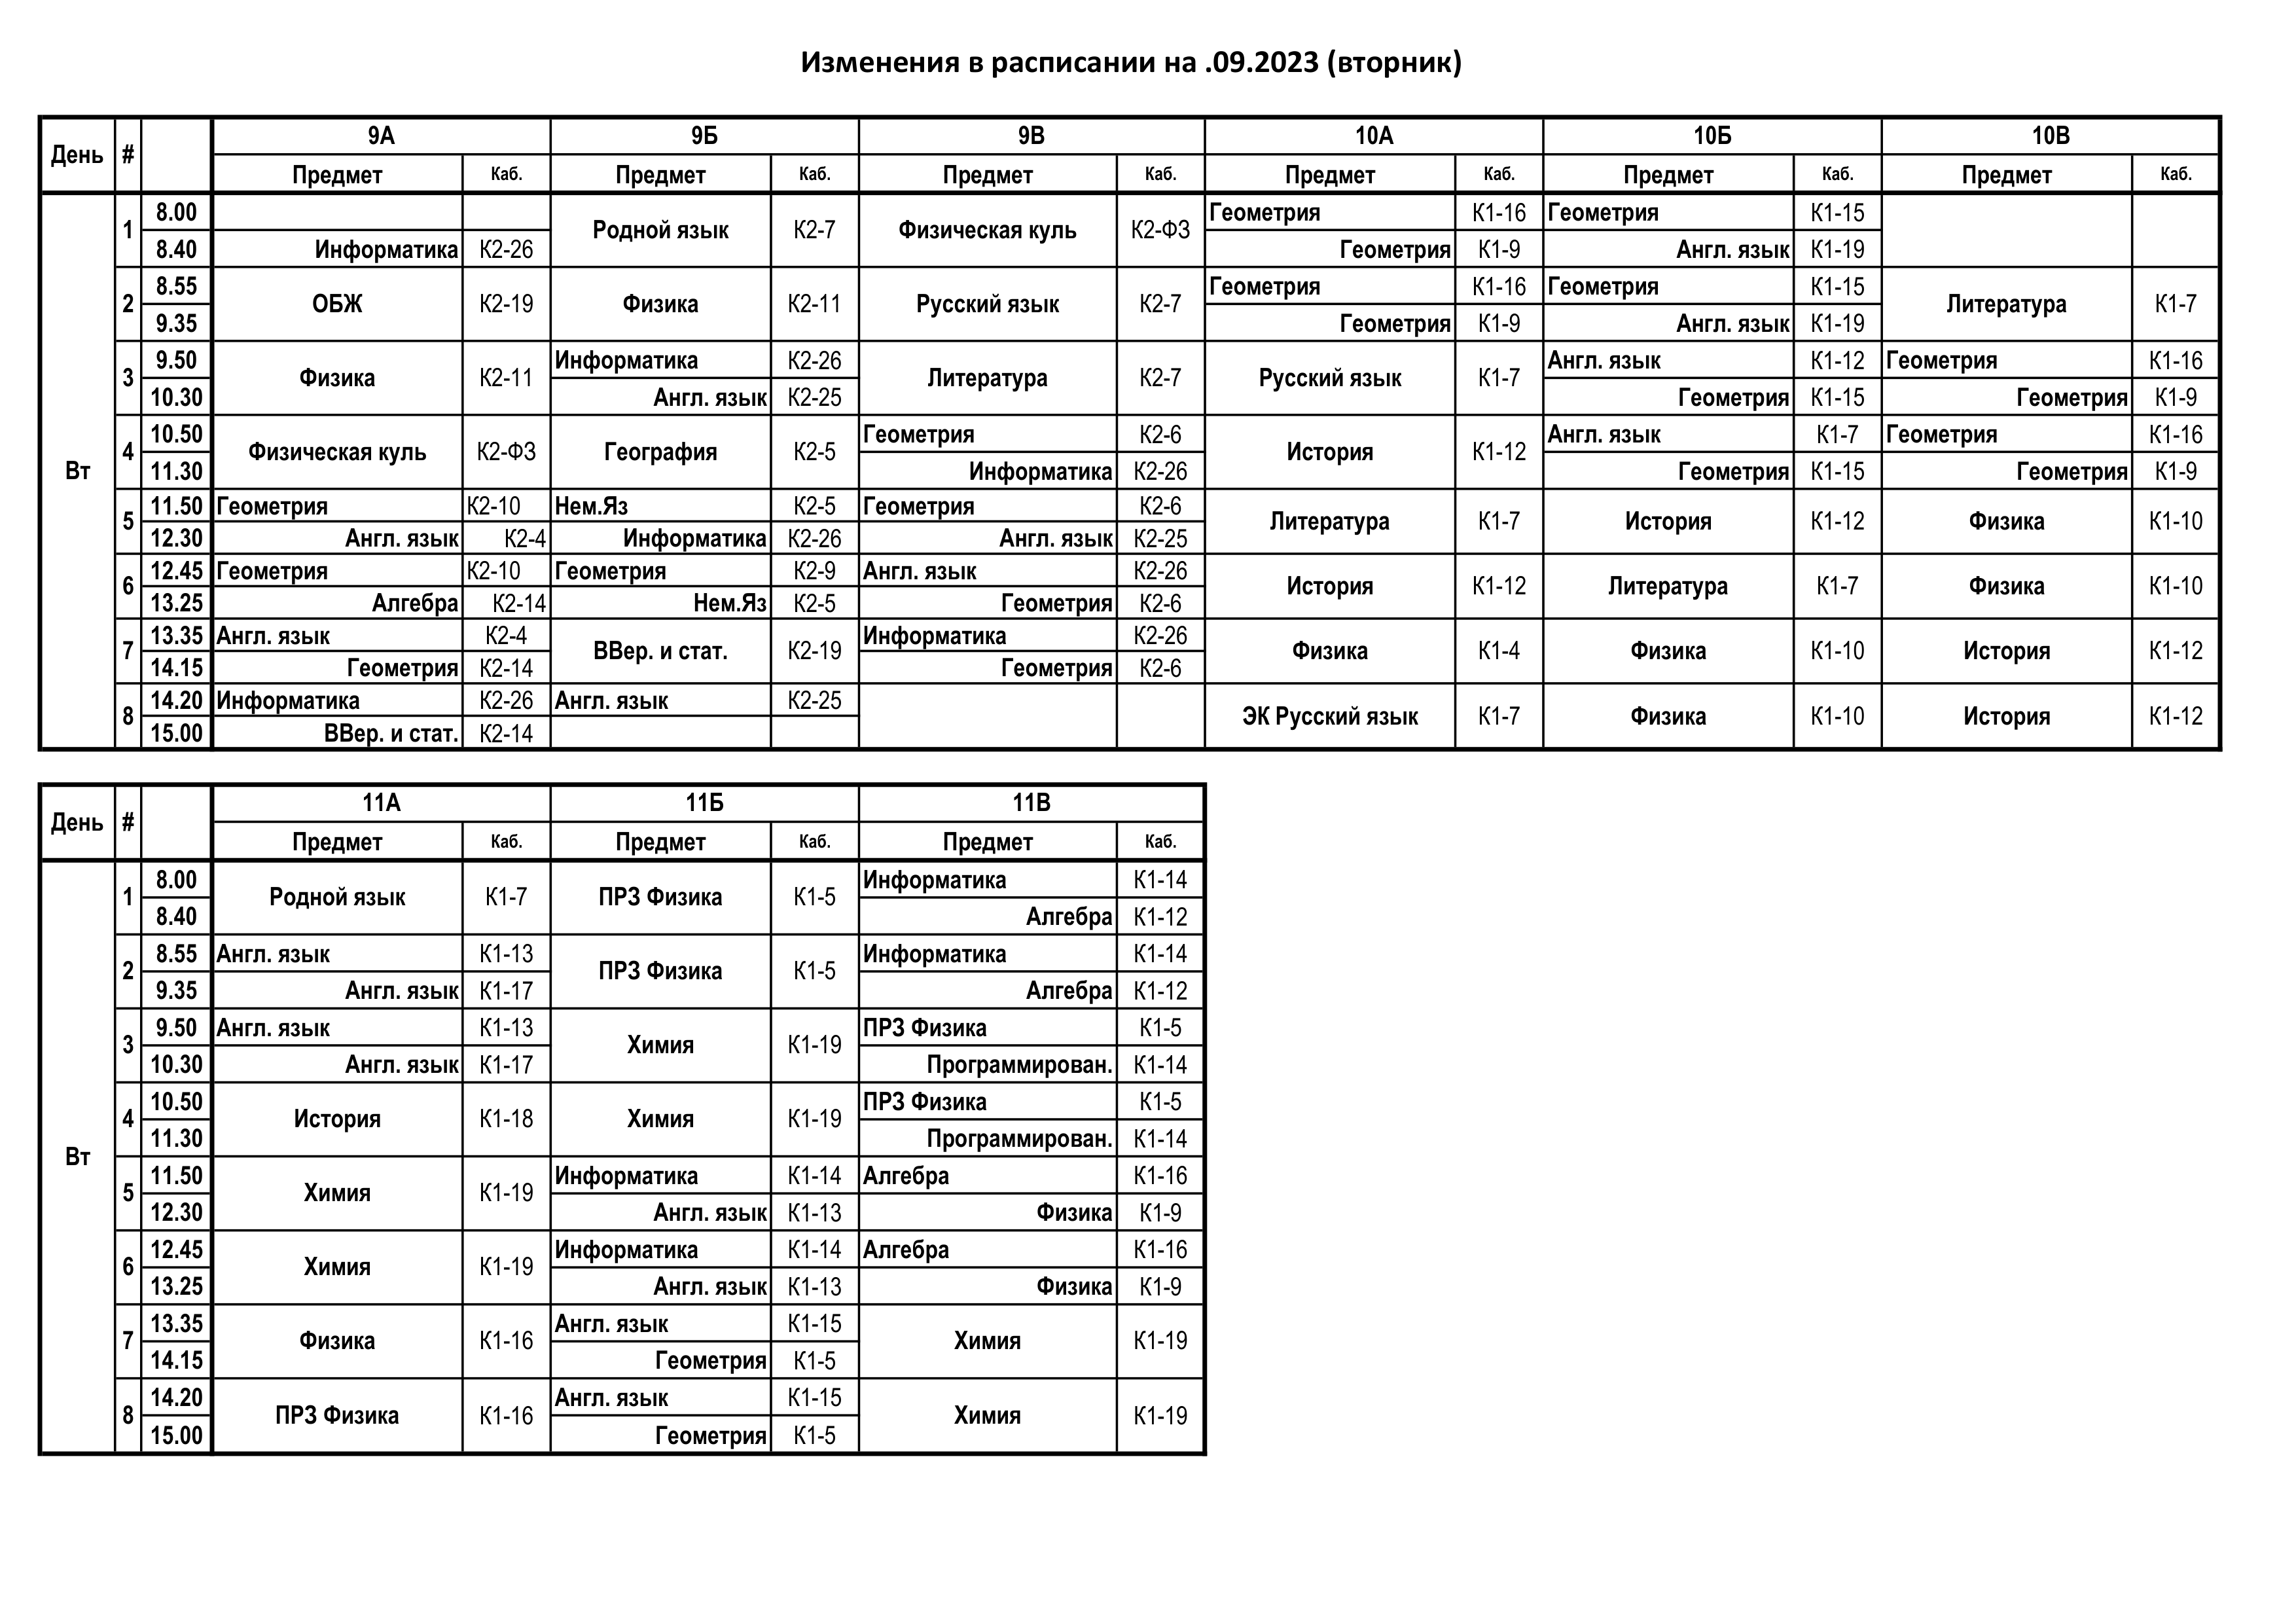 Изменения в расписании на .09.2023 (вторник)
День # 9А 9Б 9В 10А 10Б 10В
Предмет Каб. Предмет Каб. Предмет Каб. Предмет Каб. Предмет Каб. Предмет Каб.
Вт
1 8.00 Родной язык К2-7 Физическая куль К2-ФЗ Геометрия К1-16 Геометрия К1-15
8.40 Информатика К2-26 Геометрия К1-9 Англ. язык К1-19
2 8.55 ОБЖ К2-19 Физика К2-11 Русский язык К2-7 Геометрия К1-16 Геометрия К1-15 Литература К1-7
9.35 Геометрия К1-9 Англ. язык К1-19
3 9.50 Физика К2-11 Информатика К2-26 Литература К2-7 Русский язык К1-7 Англ. язык К1-12 Геометрия К1-16
10.30 Англ. язык К2-25 Геометрия К1-15 Геометрия К1-9
4 10.50 Физическая куль К2-ФЗ География К2-5 Геометрия К2-6 История К1-12 Англ. язык К1-7 Геометрия К1-16
11.30 Информатика К2-26 Геометрия К1-15 Геометрия К1-9
5 11.50 Геометрия К2-10 Нем.Яз К2-5 Геометрия К2-6 Литература К1-7 История К1-12 Физика К1-10
12.30 Англ. язык К2-4 Информатика К2-26 Англ. язык К2-25
6 12.45 Геометрия К2-10 Геометрия К2-9 Англ. язык К2-26 История К1-12 Литература К1-7 Физика К1-10
13.25 Алгебра К2-14 Нем.Яз К2-5 Геометрия К2-6
7 13.35 Англ. язык К2-4 ВВер. и стат. К2-19 Информатика К2-26 Физика К1-4 Физика К1-10 История К1-12
14.15 Геометрия К2-14 Геометрия К2-6
8 14.20 Информатика К2-26 Англ. язык К2-25 ЭК Русский язык К1-7 Физика К1-10 История К1-12
15.00 ВВер. и стат. К2-14
День # 11А 11Б 11В
Предмет Каб. Предмет Каб. Предмет Каб.
Вт
1 8.00 Родной язык К1-7 ПРЗ Физика К1-5 Информатика К1-14
8.40 Алгебра К1-12
2 8.55 Англ. язык К1-13 ПРЗ Физика К1-5 Информатика К1-14
9.35 Англ. язык К1-17 Алгебра К1-12
3 9.50 Англ. язык К1-13 Химия К1-19 ПРЗ Физика К1-5
10.30 Англ. язык К1-17 Программирован. К1-14
4 10.50 История К1-18 Химия К1-19 ПРЗ Физика К1-5
11.30 Программирован. К1-14
5 11.50 Химия К1-19 Информатика К1-14 Алгебра К1-16
12.30 Англ. язык К1-13 Физика К1-9
6 12.45 Химия К1-19 Информатика К1-14 Алгебра К1-16
13.25 Англ. язык К1-13 Физика К1-9
7 13.35 Физика К1-16 Англ. язык К1-15 Химия К1-19
14.15 Геометрия К1-5
8 14.20 ПРЗ Физика К1-16 Англ. язык К1-15 Химия К1-19
15.00 Геометрия К1-5